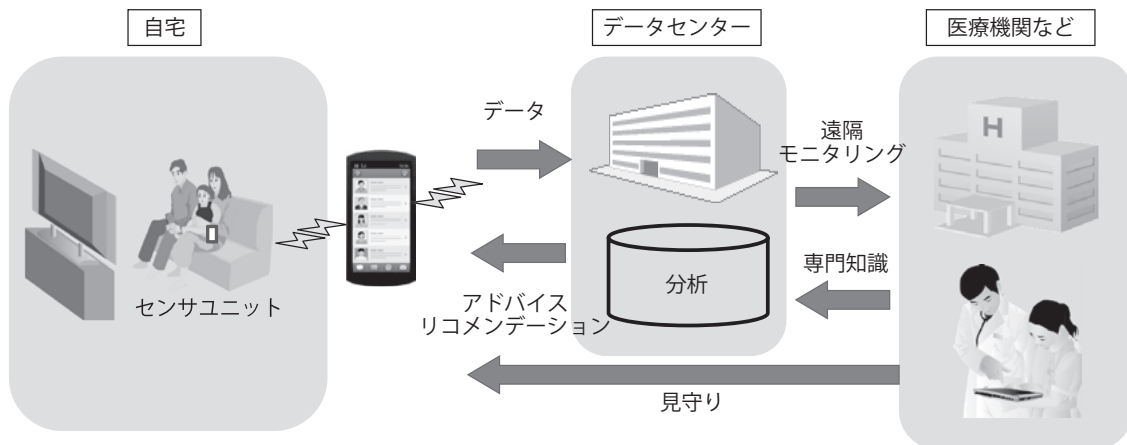 自宅
データセンター
医療機関など
データ
遠隔
モニタリング
H
専門知識
分析
センサユニット
アドバイス
リコメンデーション
見守り